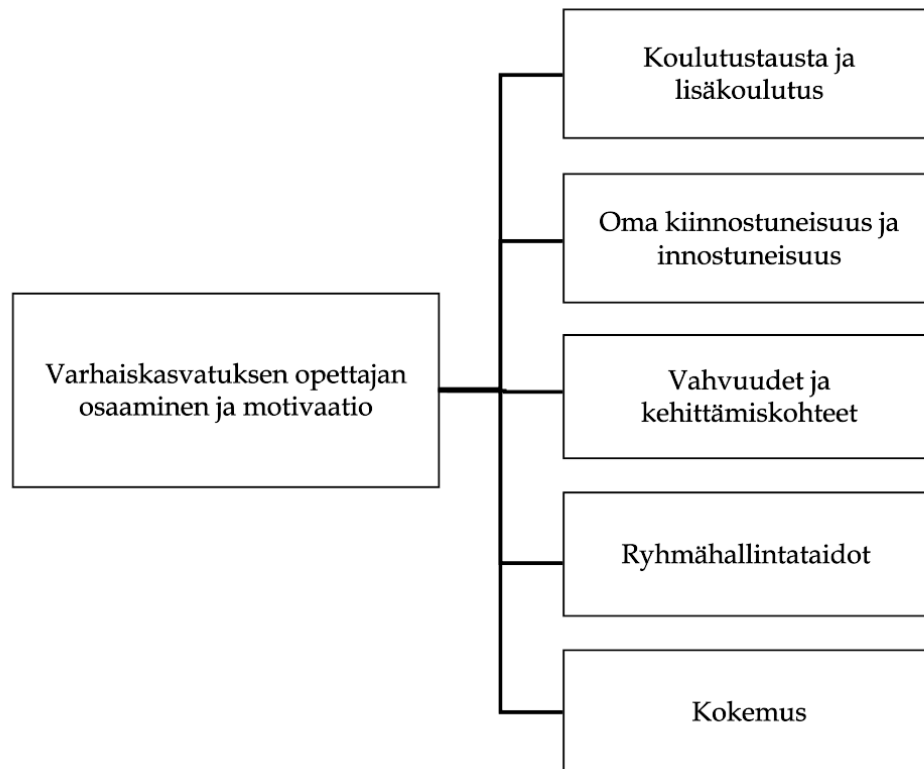 Koulutustausta ja
lisäkoulutus
Oma kiinnostuneisuus ja
innostuneisuus
Varhaiskasvatuksen opettajan
osaaminen ja motivaatio
Vahvuudet ja
kehittämiskohteet
Ryhmähallintataidot
Kokemus